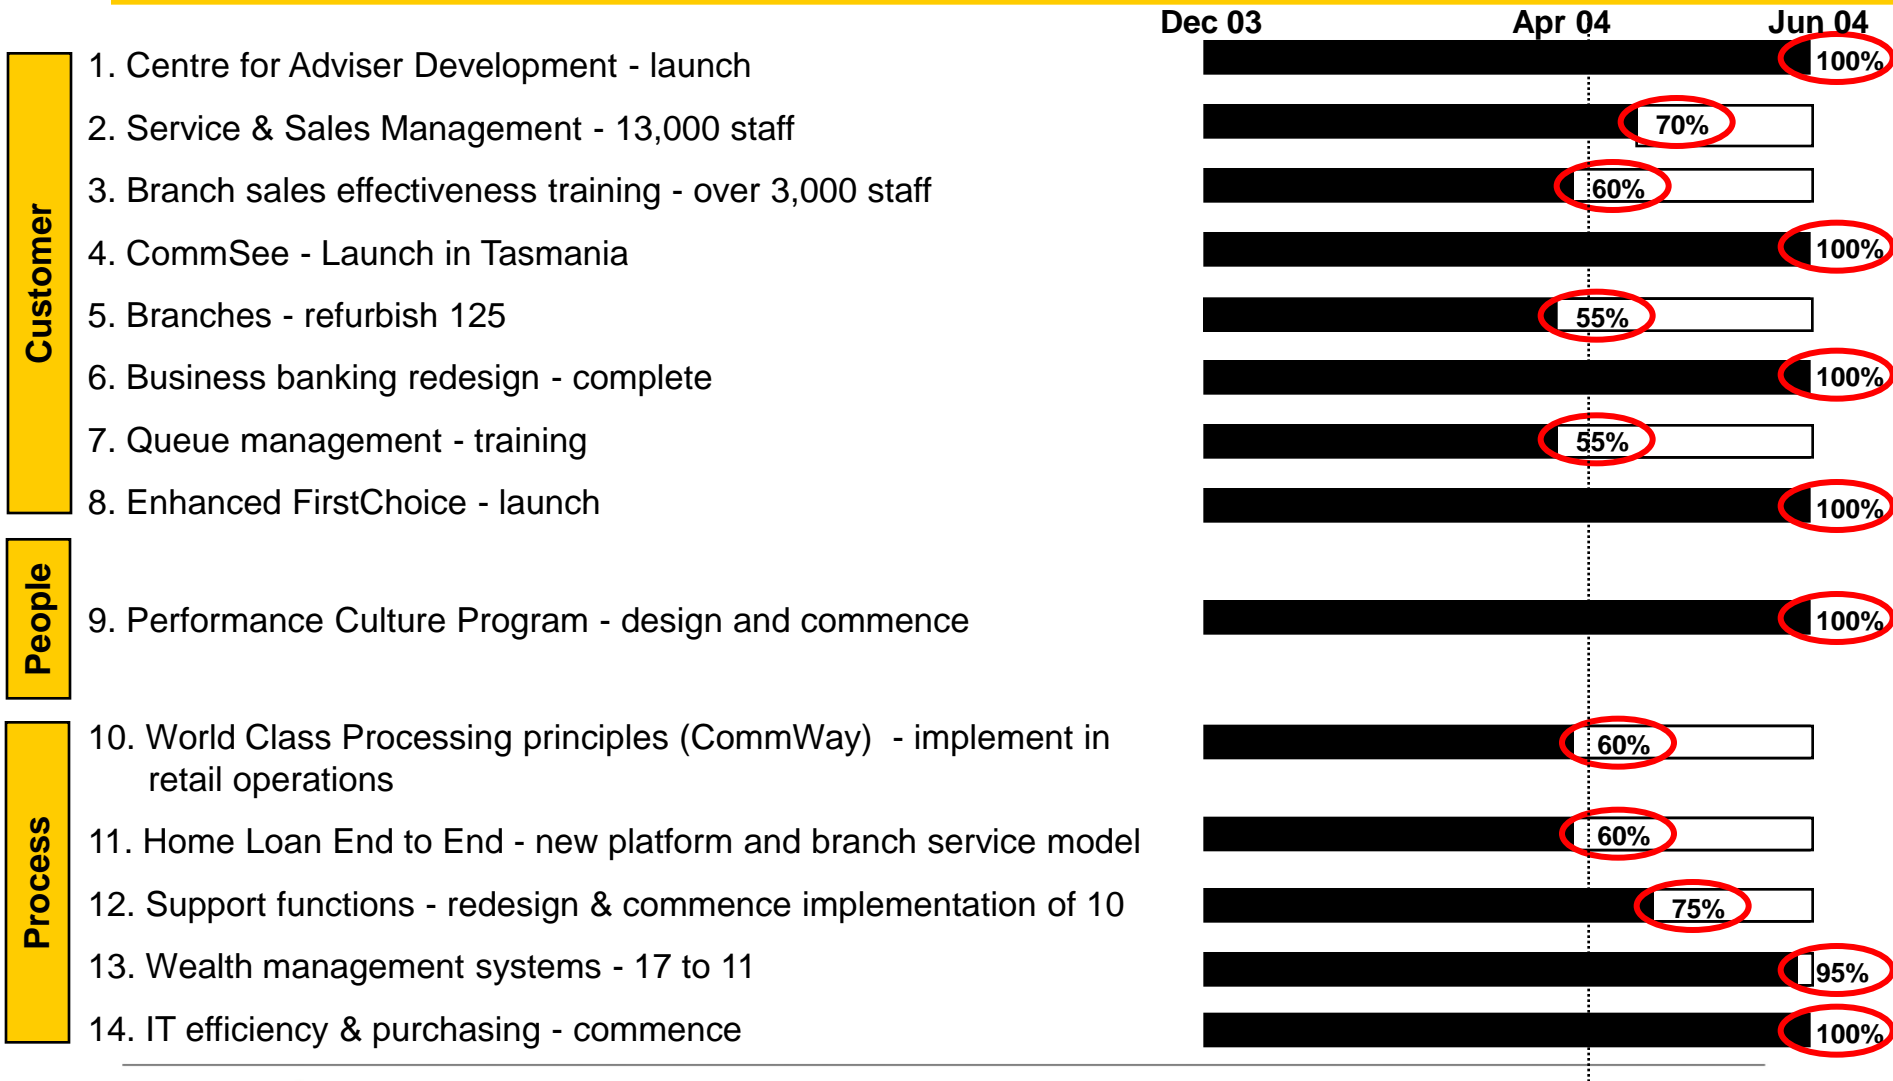 Dec 03 Apr 04 Jun 04
Customer
1. Centre for Adviser Development - launch 100%
2. Service & Sales Management - 13,000 staff 70%
3. Branch sales effectiveness training - over 3,000 staff 60%
4. CommSee - Launch in Tasmania 100%
5. Branches - refurbish 125 55%
6. Business banking redesign - complete 100%
7. Queue management - training 55%
8. Enhanced FirstChoice - launch 100%
People
9. Performance Culture Program - design and commence 100%
Process
10. World Class Processing principles (CommWay) - implement in 60%
retail operations
11. Home Loan End to End - new platform and branch service model 60%
12. Support functions - redesign & commence implementation of 10 75%
13. Wealth management systems - 17 to 11 95%
14. IT efficiency & purchasing - commence 100%